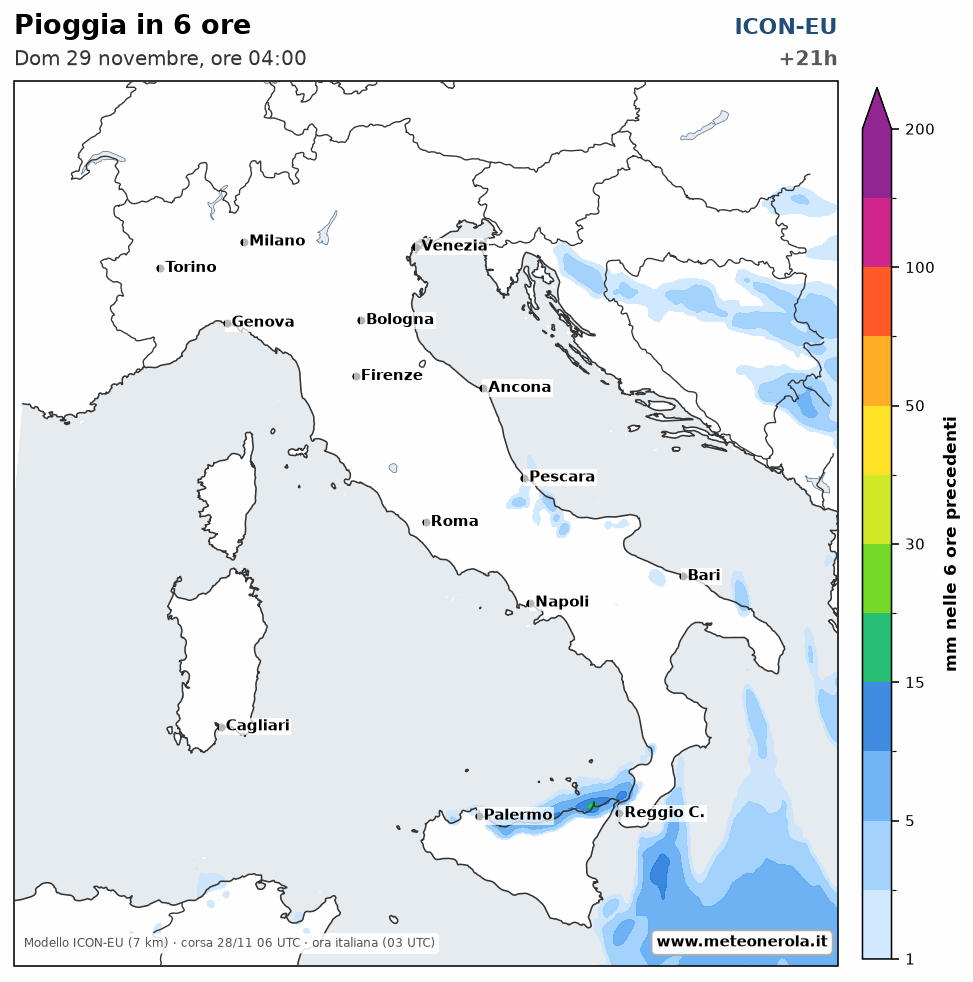 Pioggia in 6 ore
ICON-EU
Dom 29 novembre, ore 04:00
+21h
200
100
50
30
15
5
1
mm nelle 6 ore precedenti
Milano
Venezia
Torino
Genova
Bologna
Firenze
Ancona
Pescara
Roma
Bari
Napoli
Cagliari
Palermo
Reggio C.
Modello ICON-EU (7 km) · corsa 28/11 06 UTC · ora italiana (03 UTC)
www.meteonerola.it